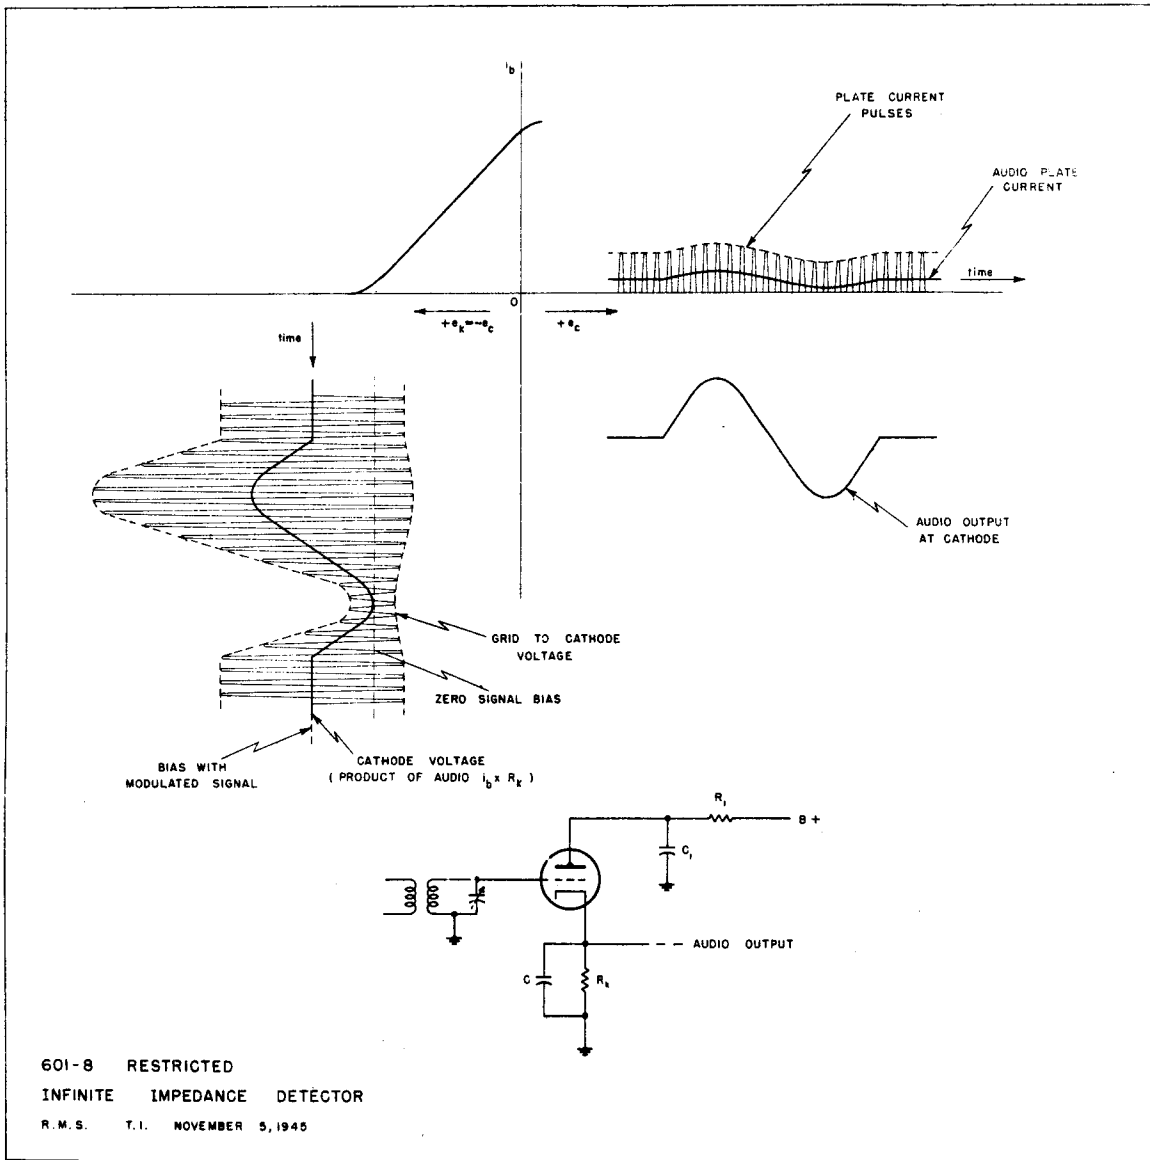 i_b
PLATE CURRENT
PULSES
AUDIO PLATE
CURRENT
time
O
+e_k=-e_c
+e_c
time
AUDIO OUTPUT
AT CATHODE
GRID TO CATHODE
VOLTAGE
ZERO SIGNAL BIAS
BIAS WITH
MODULATED SIGNAL
CATHODE VOLTAGE
( PRODUCT OF AUDIO i_b x R_k )
R_1
B +
C_1
AUDIO OUTPUT
C
R_k
601-8 RESTRICTED
INFINITE IMPEDANCE DETECTOR
R.M.S. T.I. NOVEMBER 5, 1945